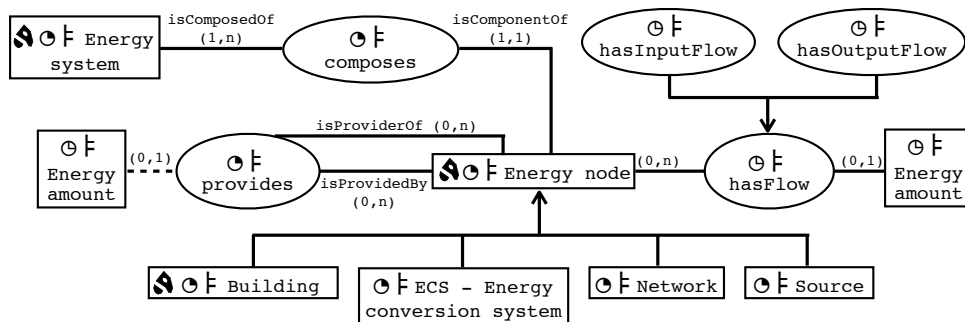 isComposedOf
(1,n)
isComponentOf
(1,1)
Energy
system
composes
hasInputFlow
hasOutputFlow
isProviderOf (0,n)
(0,1)
Energy
amount
provides
isProvidedBy
(0,n)
Energy node
(0,n)
hasFlow
(0,1)
Energy
amount
Building
ECS - Energy
conversion system
Network
Source